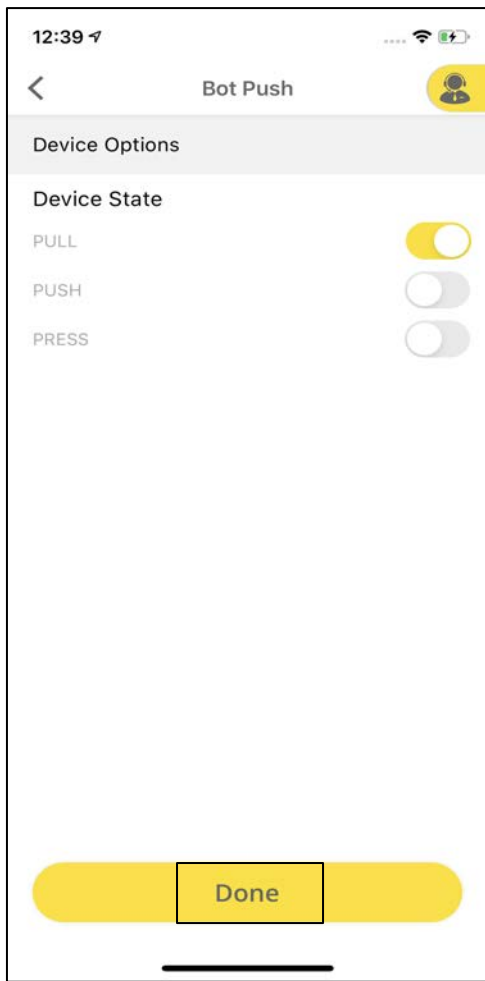 12:39
Bot Push
Device Options
Device State
PULL
PUSH
PRESS
Done